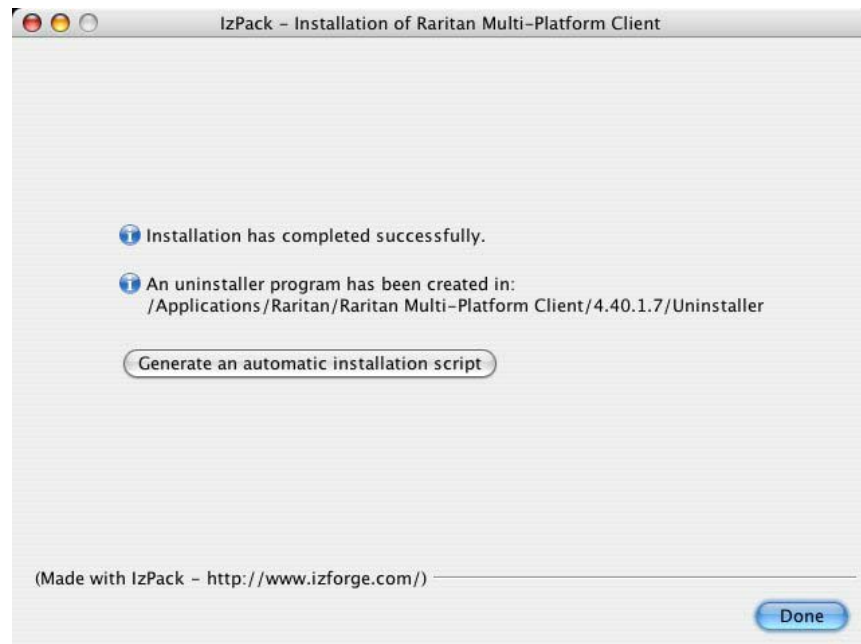 IzPack – Installation of Raritan Multi–Platform Client
Installation has completed successfully.
An uninstaller program has been created in:
/Applications/Raritan/Raritan Multi–Platform Client/4.40.1.7/Uninstaller
Generate an automatic installation script
(Made with IzPack – http://www.izforge.com/)
Done